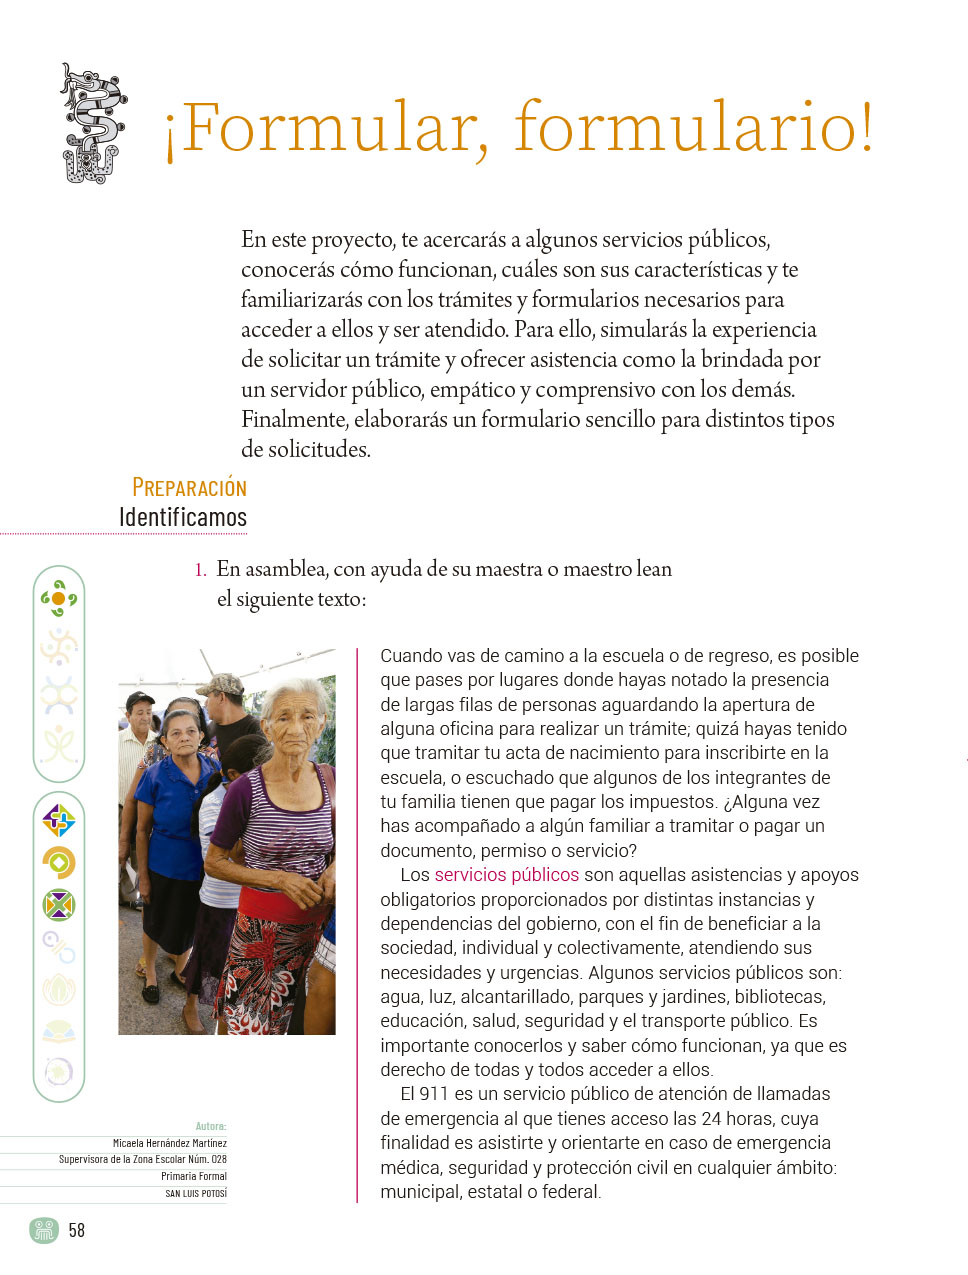 ¡Formular, formulario!
En este proyecto, te acercarás a algunos servicios públicos,
conocerás cómo funcionan, cuáles son sus características y te
familiarizarás con los trámites y formularios necesarios para
acceder a ellos y ser atendido. Para ello, simularás la experiencia
de solicitar un trámite y ofrecer asistencia como la brindada por
un servidor público, empático y comprensivo con los demás.
Finalmente, elaborarás un formulario sencillo para distintos tipos
de solicitudes.
PREPARACIÓN
Identificamos
1. En asamblea, con ayuda de su maestra o maestro lean
el siguiente texto:
Cuando vas de camino a la escuela o de regreso, es posible
que pases por lugares donde hayas notado la presencia
de largas filas de personas aguardando la apertura de
alguna oficina para realizar un trámite; quizá hayas tenido
que tramitar tu acta de nacimiento para inscribirte en la
escuela, o escuchado que algunos de los integrantes de
tu familia tienen que pagar los impuestos. ¿Alguna vez
has acompañado a algún familiar a tramitar o pagar un
documento, permiso o servicio?
Los servicios públicos son aquellas asistencias y apoyos
obligatorios proporcionados por distintas instancias y
dependencias del gobierno, con el fin de beneficiar a la
sociedad, individual y colectivamente, atendiendo sus
necesidades y urgencias. Algunos servicios públicos son:
agua, luz, alcantarillado, parques y jardines, bibliotecas,
educación, salud, seguridad y el transporte público. Es
importante conocerlos y saber cómo funcionan, ya que es
derecho de todas y todos acceder a ellos.
El 911 es un servicio público de atención de llamadas
de emergencia al que tienes acceso las 24 horas, cuya
finalidad es asistirte y orientarte en caso de emergencia
médica, seguridad y protección civil en cualquier ámbito:
municipal, estatal o federal.
Autora:
Micaela Hernández Martínez
Supervisora de la Zona Escolar Núm. 028
Primaria Formal
SAN LUIS POTOSÍ
58